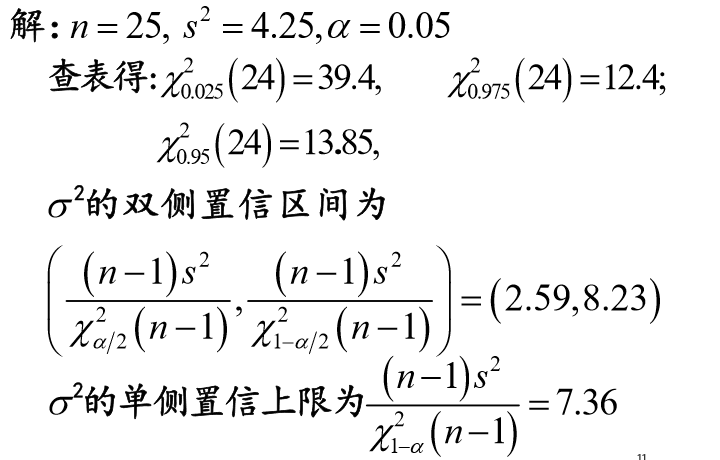 解: n = 25, s² = 4.25, α = 0.05
查表得: χ²₀.₀₂₅(24) = 39.4, χ²₀.₉₇₅(24) = 12.4;
χ²₀.₉₅(24) = 13.85,
σ²的双侧置信区间为
( (n−1)s² / χ²_{α/2}(n−1), (n−1)s² / χ²_{1−α/2}(n−1) ) = (2.59, 8.23)
σ²的单侧置信上限为 (n−1)s² / χ²_{1−α}(n−1) = 7.36
11